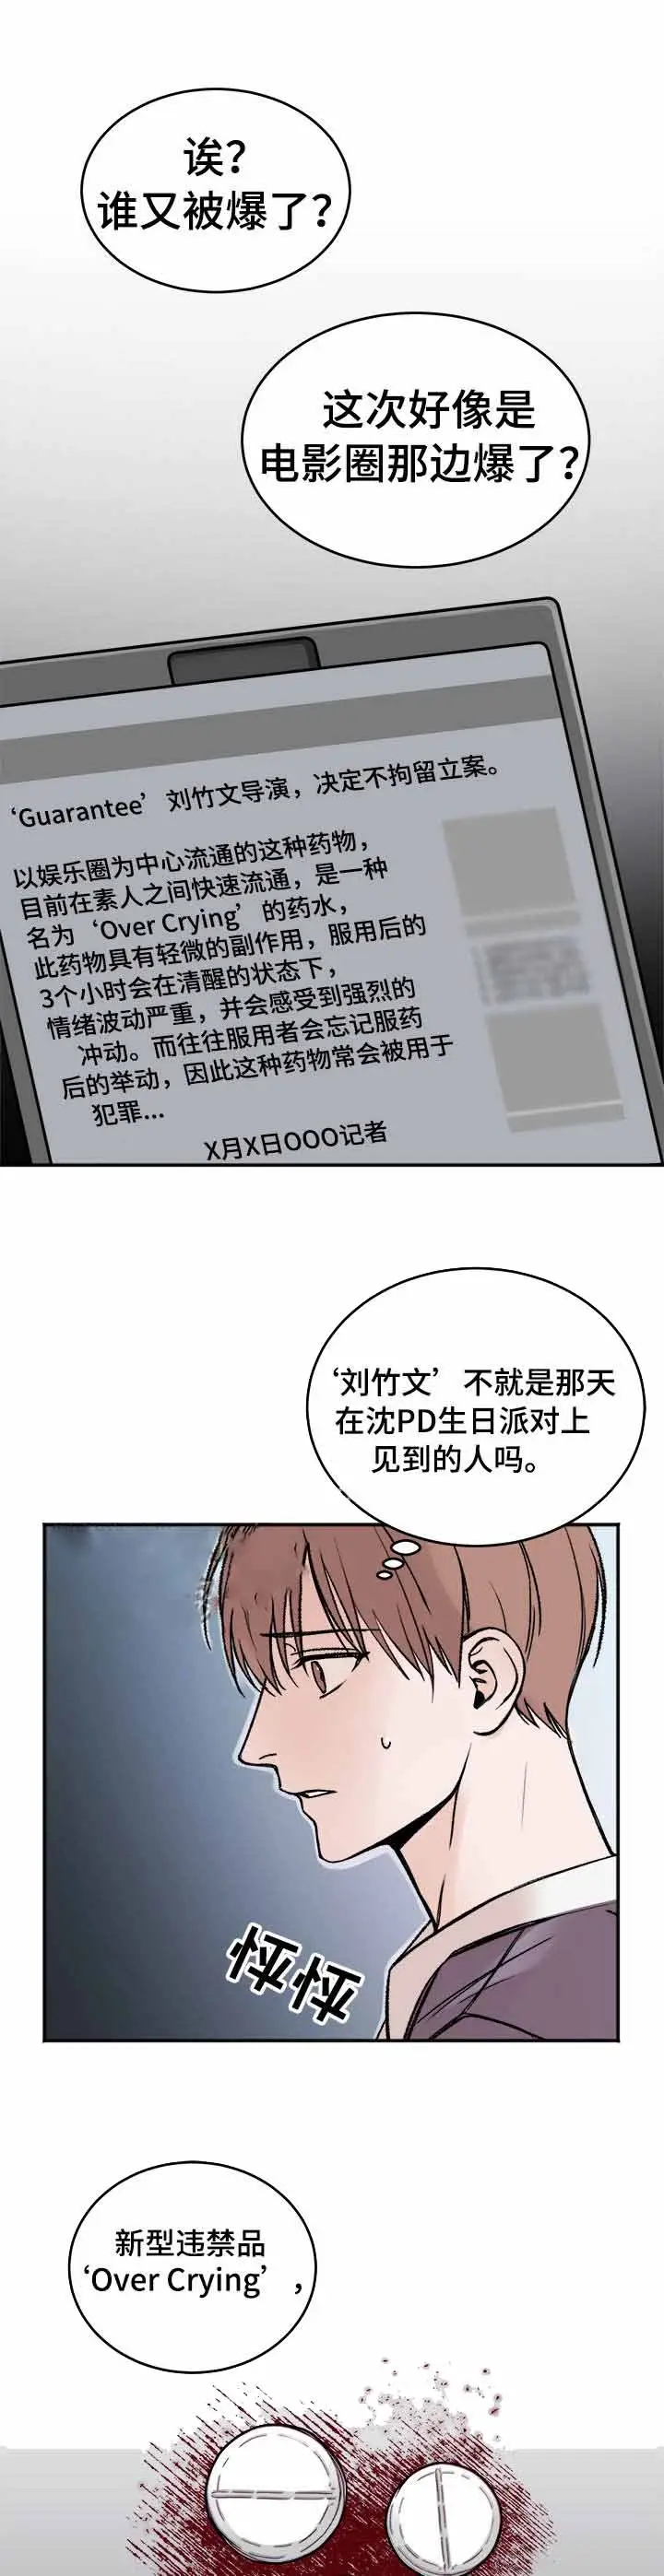 诶？
谁又被爆了？
这次好像是
电影圈那边爆了？
‘Guarantee’刘竹文导演，决定不拘留立案。
以娱乐圈为中心流通的这种药物，
目前在素人之间快速流通，是一种
名为‘Over Crying’的药水，
此药物具有轻微的副作用，服用后的
3个小时会在清醒的状态下，
情绪波动严重，并会感受到强烈的
冲动。而往往服用者会忘记服药
后的举动，因此这种药物常会被用于
犯罪...
X月X日OOO记者
‘刘竹文’不就是那天
在沈PD生日派对上
见到的人吗。
抖抖
新型违禁品
‘Over Crying’，